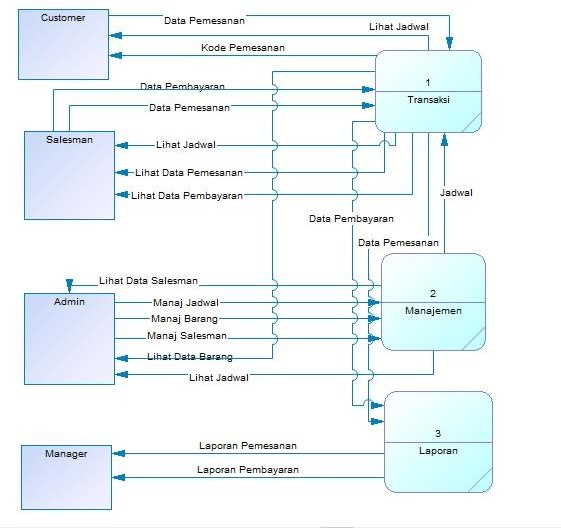 Customer
Data Pemesanan
Lihat Jadwal
Kode Pemesanan
1
Transaksi
Data Pembayaran
Data Pemesanan
Salesman
Lihat Jadwal
Lihat Data Pemesanan
Lihat Data Pembayaran
Jadwal
Data Pembayaran
Data Pemesanan
Lihat Data Salesman
Admin
Manaj Jadwal
Manaj Barang
Manaj Salesman
Lihat Data Barang
Lihat Jadwal
2
Manajemen
3
Laporan
Manager
Laporan Pemesanan
Laporan Pembayaran